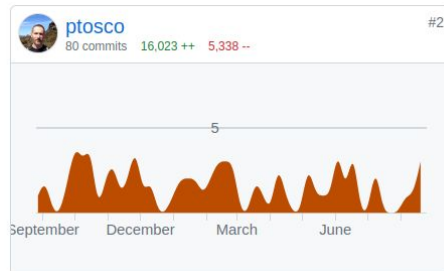 ptosco
#2
80 commits 16,023 ++ 5,338 --
5
September December March June